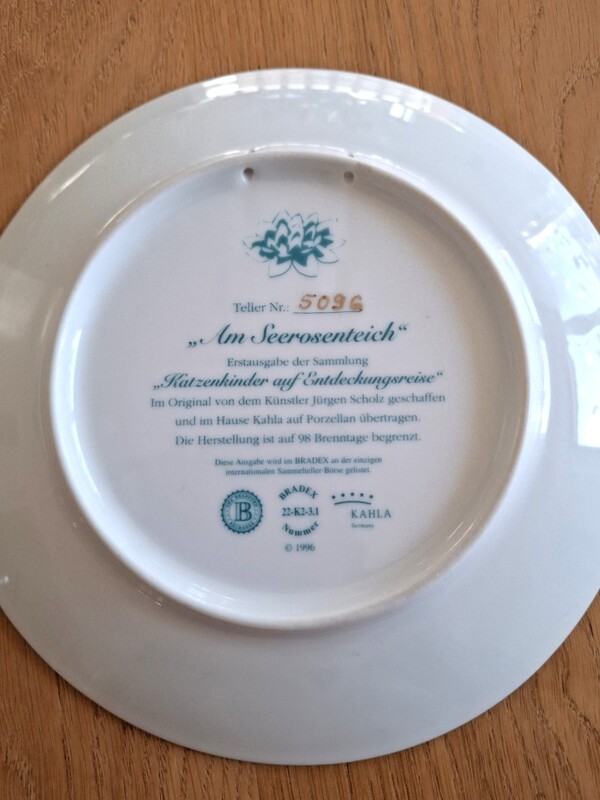 Teller Nr.: 5096
„Am Seerosenteich“
Erstausgabe der Sammlung
„Katzenkinder auf Entdeckungsreise“
Im Original von dem Künstler Jürgen Scholz geschaffen
und im Hause Kahla auf Porzellan übertragen.
Die Herstellung ist auf 98 Brenntage begrenzt.
Diese Ausgabe wird im BRADEX an der einzigen
internationalen Sammelteller-Börse gelistet.
B
BRADEX
22-K2-3.1
Nummer
KAHLA
Germany
© 1996